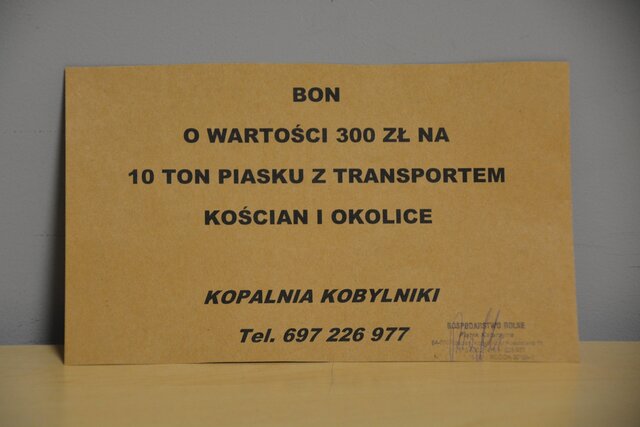 BON
O WARTOŚCI 300 ZŁ NA
10 TON PIASKU Z TRANSPORTEM
KOŚCIAN I OKOLICE
KOPALNIA KOBYLNIKI
Tel. 697 226 977
GOSPODARSTWO ROLNE